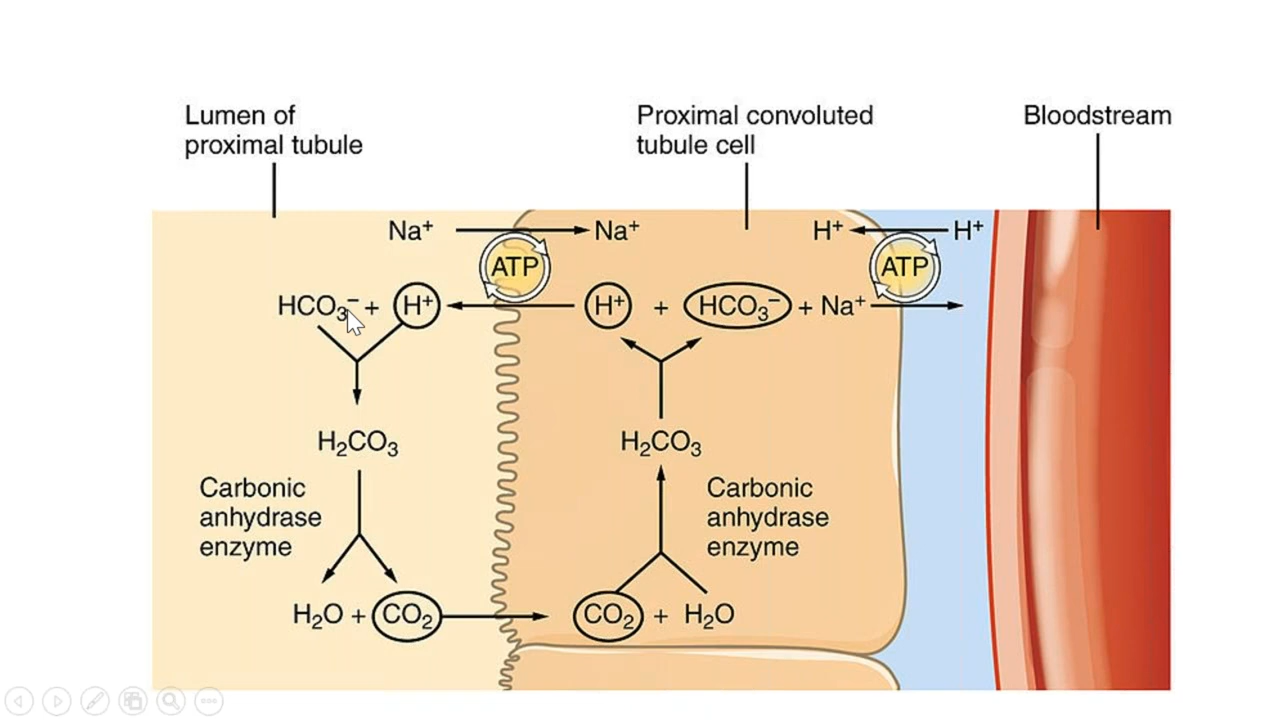 Lumen of
proximal tubule
Proximal convoluted
tubule cell
Bloodstream
Na⁺ Na⁺ H⁺ H⁺
ATP ATP
HCO₃⁻ + H⁺ H⁺ + HCO₃⁻ + Na⁺
H₂CO₃ H₂CO₃
Carbonic
anhydrase
enzyme
Carbonic
anhydrase
enzyme
H₂O + CO₂ CO₂ + H₂O